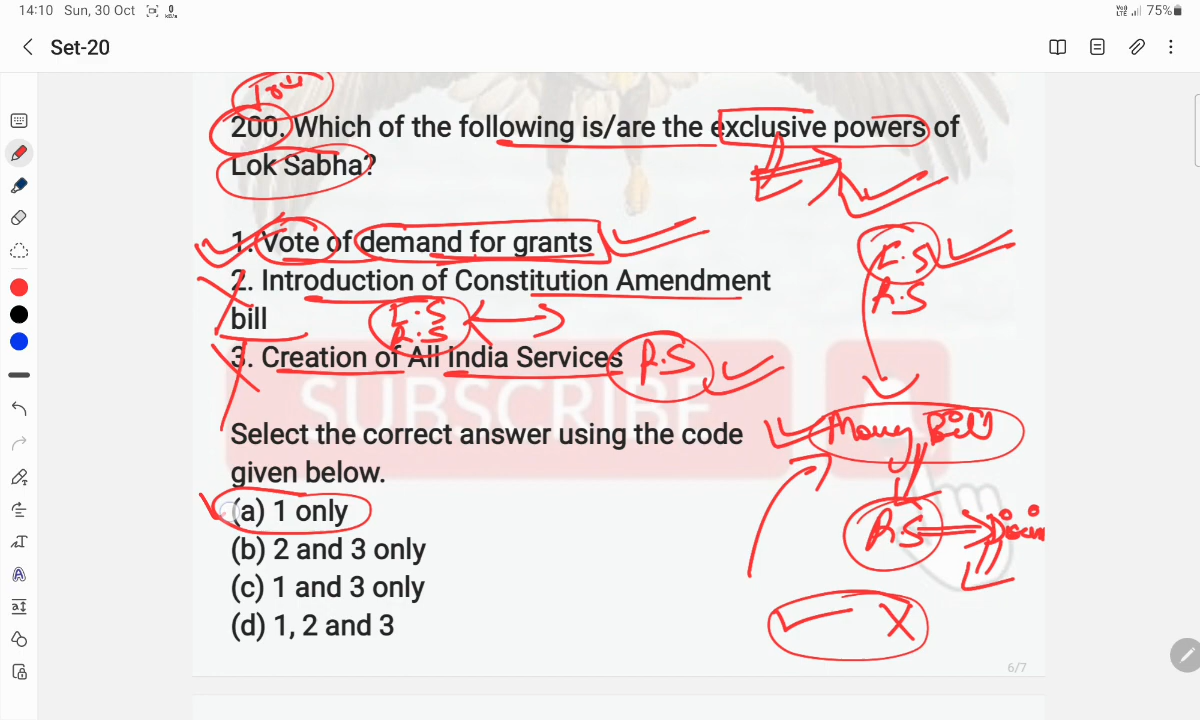 14:10 Sun, 30 Oct 75%
Set-20
200. Which of the following is/are the exclusive powers of
Lok Sabha?
1. Vote of demand for grants
2. Introduction of Constitution Amendment
bill
3. Creation of All India Services
R.S
L.S
R.S
L.S
R.S
SUBSCRIBE
Select the correct answer using the code
given below.
Money Bill
R.S
(a) 1 only
(b) 2 and 3 only
(c) 1 and 3 only
(d) 1, 2 and 3
6/7